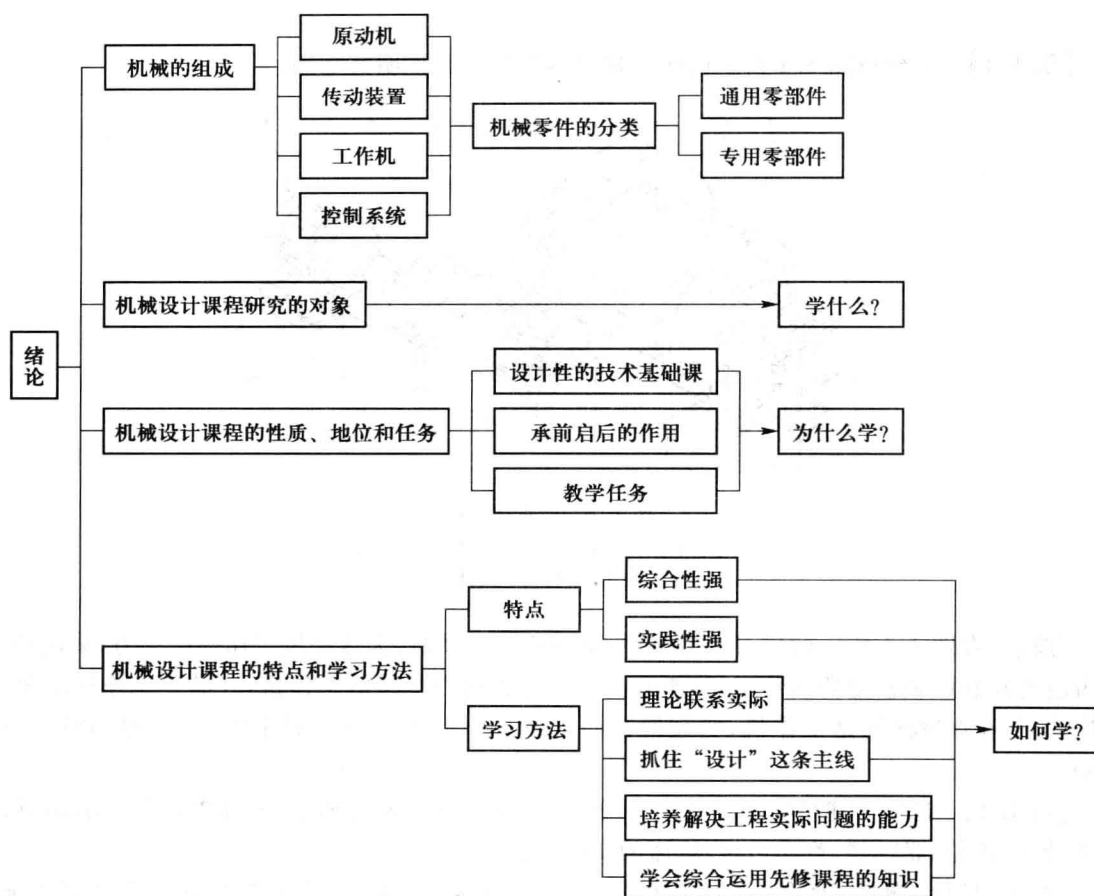 绪论
机械的组成
原动机
传动装置
工作机
控制系统
机械零件的分类
通用零部件
专用零部件
机械设计课程研究的对象
学什么?
机械设计课程的性质、地位和任务
设计性的技术基础课
承前启后的作用
教学任务
为什么学?
机械设计课程的特点和学习方法
特点
综合性强
实践性强
学习方法
理论联系实际
抓住“设计”这条主线
培养解决工程实际问题的能力
学会综合运用先修课程的知识
如何学?